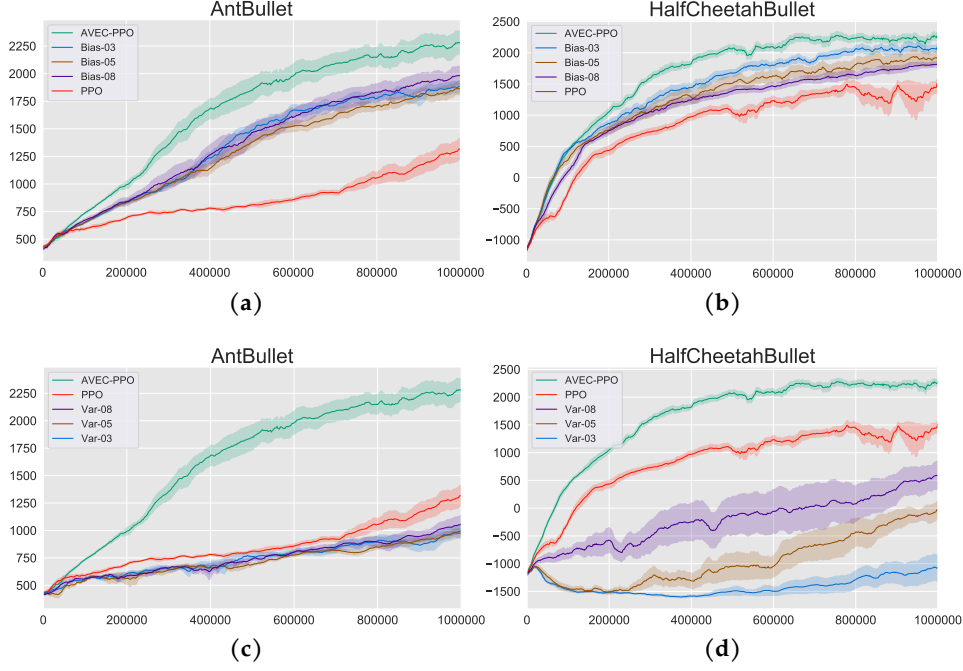 AntBullet
2250
2000
1750
1500
1250
1000
750
500
AVEC-PPO
Bias-03
Bias-05
Bias-08
PPO
0 200000 400000 600000 800000 1000000
(a)
HalfCheetahBullet
2500
2000
1500
1000
500
0
−500
−1000
AVEC-PPO
Bias-03
Bias-05
Bias-08
PPO
0 200000 400000 600000 800000 1000000
(b)
AntBullet
2250
2000
1750
1500
1250
1000
750
500
AVEC-PPO
PPO
Var-08
Var-05
Var-03
0 200000 400000 600000 800000 1000000
(c)
HalfCheetahBullet
2500
2000
1500
1000
500
0
−500
−1000
−1500
AVEC-PPO
PPO
Var-08
Var-05
Var-03
0 200000 400000 600000 800000 1000000
(d)